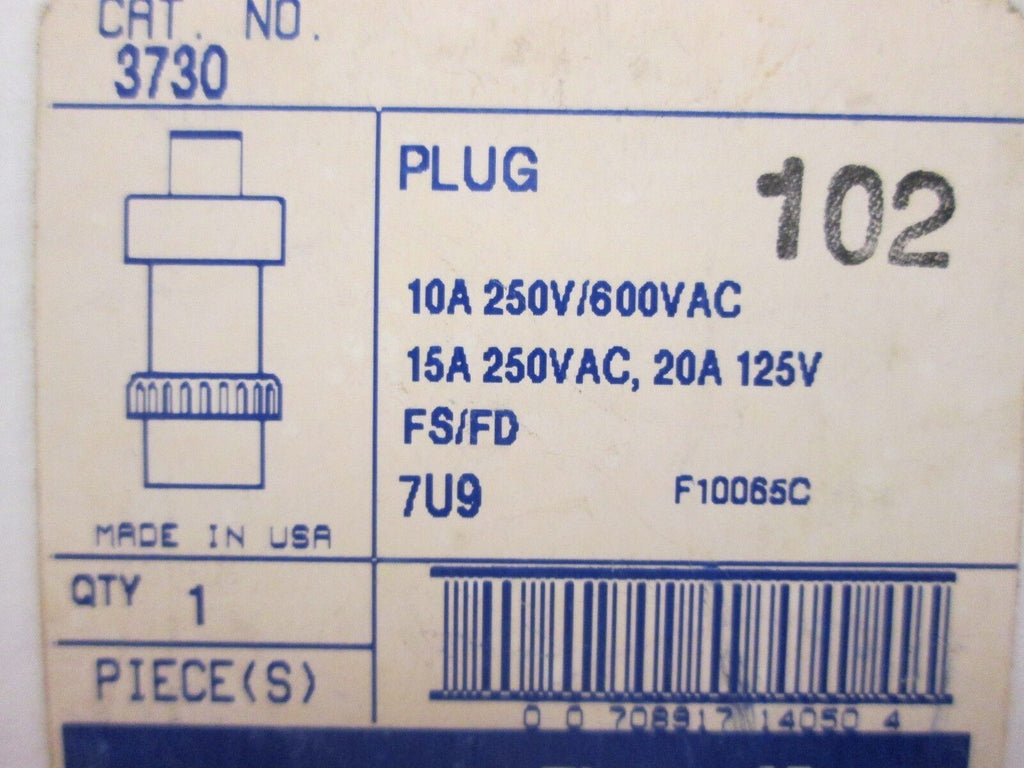 CAT. NO.
3730
PLUG
102
10A 250V/600VAC
15A 250VAC, 20A 125V
FS/FD
7U9
F10065C
MADE IN USA
QTY 1
PIECE(S)
0 0 708917 14050 4